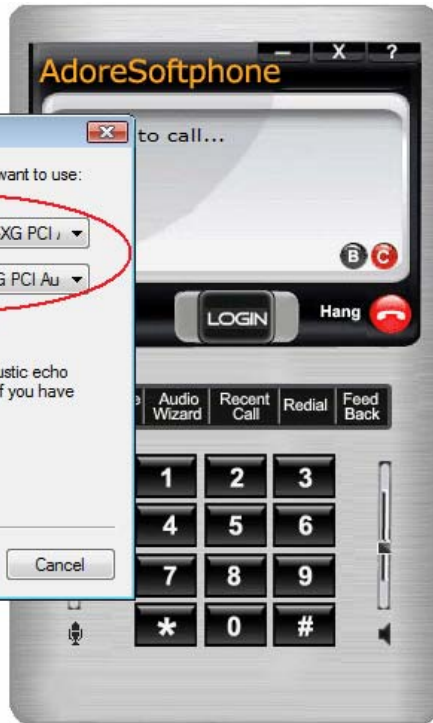 — X ?
AdoreSoftphone
to call...
want to use:
XG PCI
G PCI Au
B C
LOGIN
Hang
ustic echo
f you have
e Audio Wizard Recent Call Redial Feed Back
1 2 3
4 5 6
Cancel
7 8 9
* 0 #